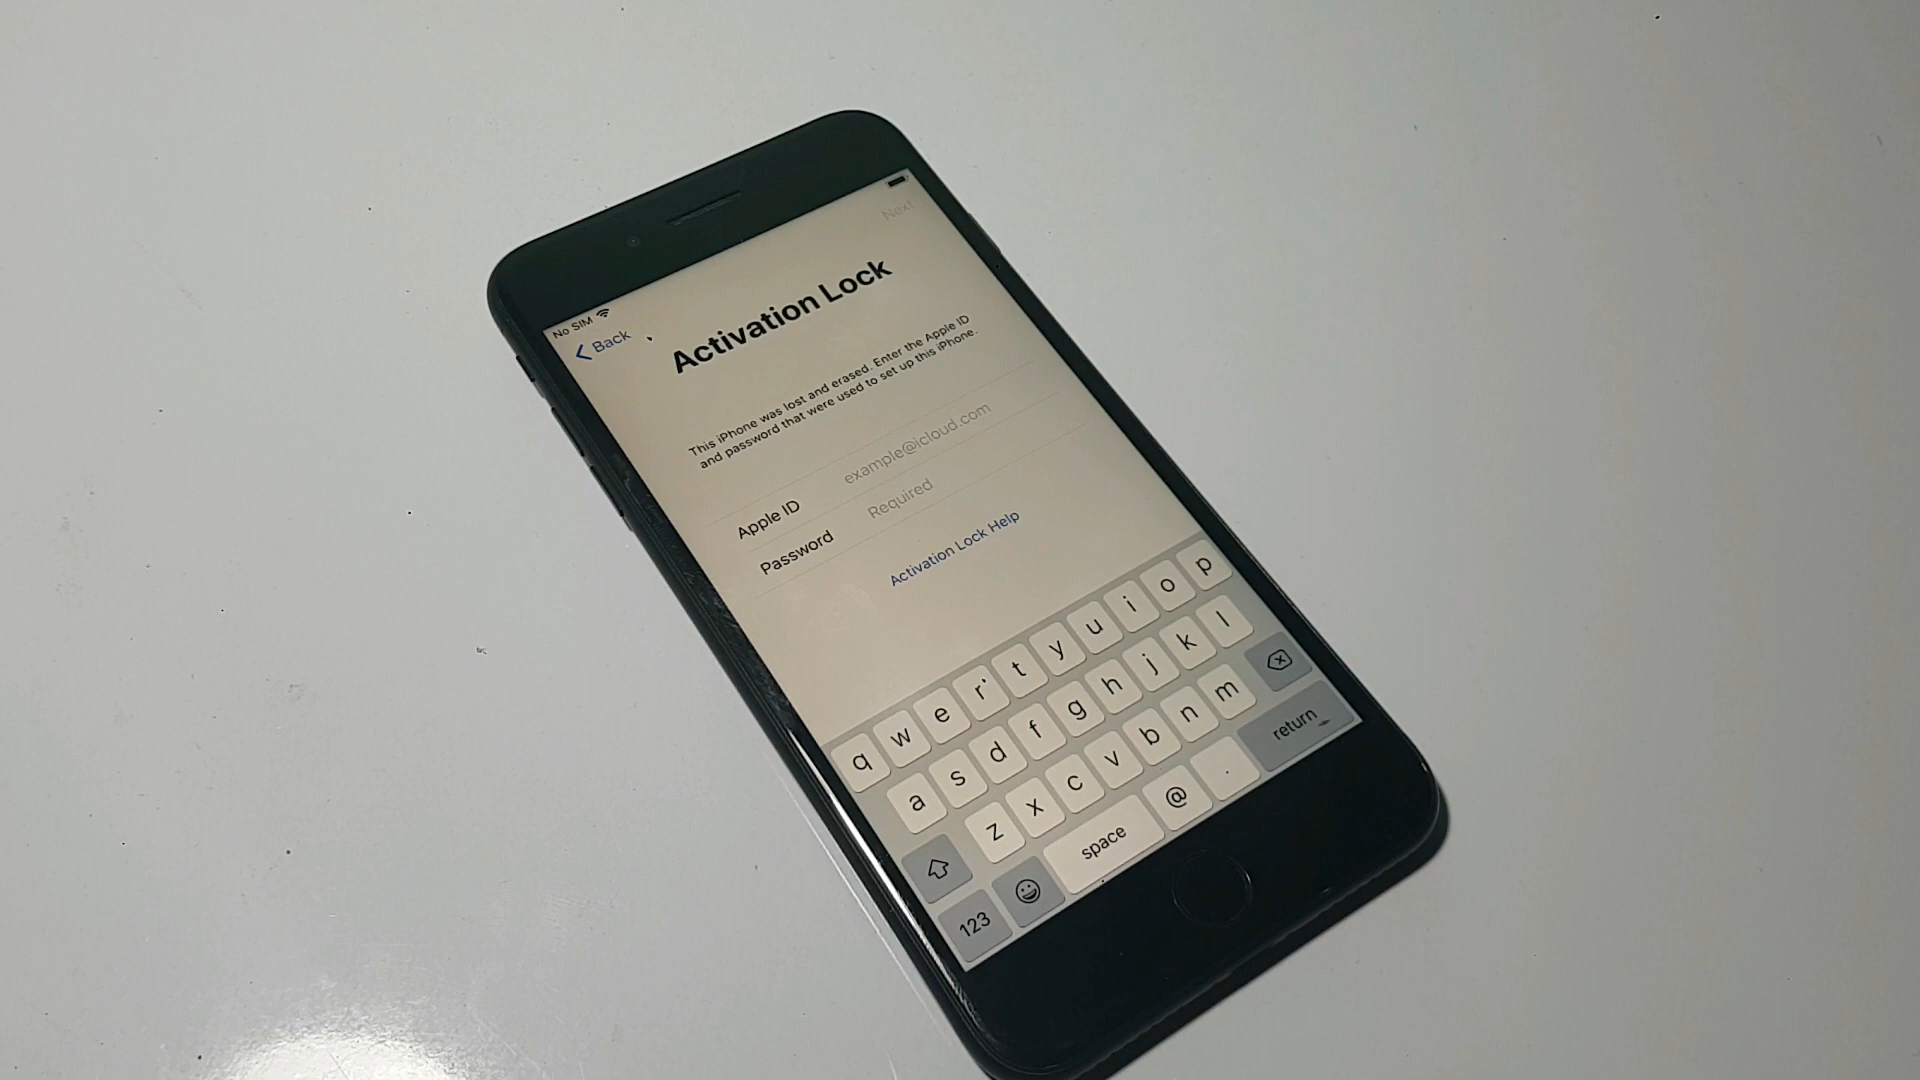 No SIM
Back
Next
Activation Lock
This iPhone was lost and erased. Enter the Apple ID
and password that were used to set up this iPhone.
Apple ID example@icloud.com
Password Required
Activation Lock Help
q w e r t y u i o p
a s d f g h j k l
z x c v b n m
123 space @ . return